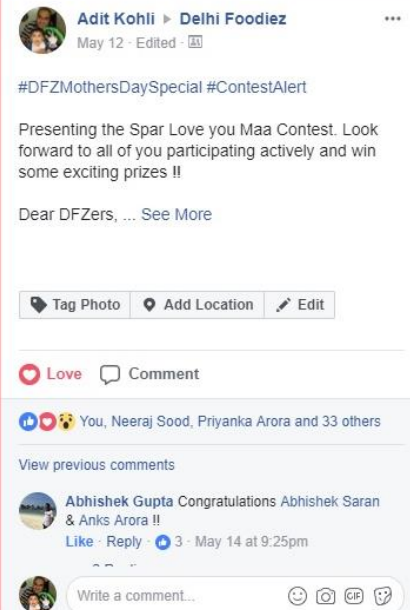 Adit Kohli ▸ Delhi Foodiez
May 12 · Edited ·
#DFZMothersDaySpecial #ContestAlert
Presenting the Spar Love you Maa Contest. Look
forward to all of you participating actively and win
some exciting prizes !!
Dear DFZers, ... See More
Tag Photo Add Location Edit
Love Comment
You, Neeraj Sood, Priyanka Arora and 33 others
View previous comments
Abhishek Gupta Congratulations Abhishek Saran
& Anks Arora !!
Like · Reply · 3 · May 14 at 9:25pm
Write a comment...
GIF